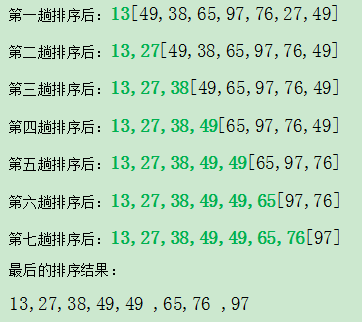 第一趟排序后：13[49,38,65,97,76,27,49]
第二趟排序后：13,27[49,38,65,97,76,49]
第三趟排序后：13,27,38[49,65,97,76,49]
第四趟排序后：13,27,38,49[65,97,76,49]
第五趟排序后：13,27,38,49,49[65,97,76]
第六趟排序后：13,27,38,49,49,65[97,76]
第七趟排序后：13,27,38,49,49,65,76[97]
最后的排序结果：
13,27,38,49,49 ,65,76 ,97